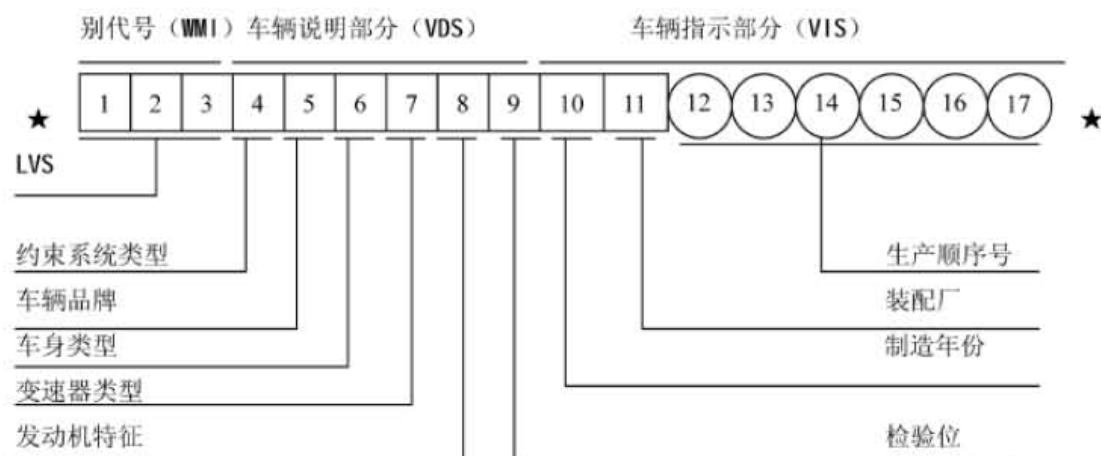 别代号（WMI）车辆说明部分（VDS） 车辆指示部分（VIS）
★ 1 2 3 4 5 6 7 8 9 10 11 12 13 14 15 16 17 ★
LVS
约束系统类型 生产顺序号
车辆品牌 装配厂
车身类型 制造年份
变速器类型
发动机特征 检验位